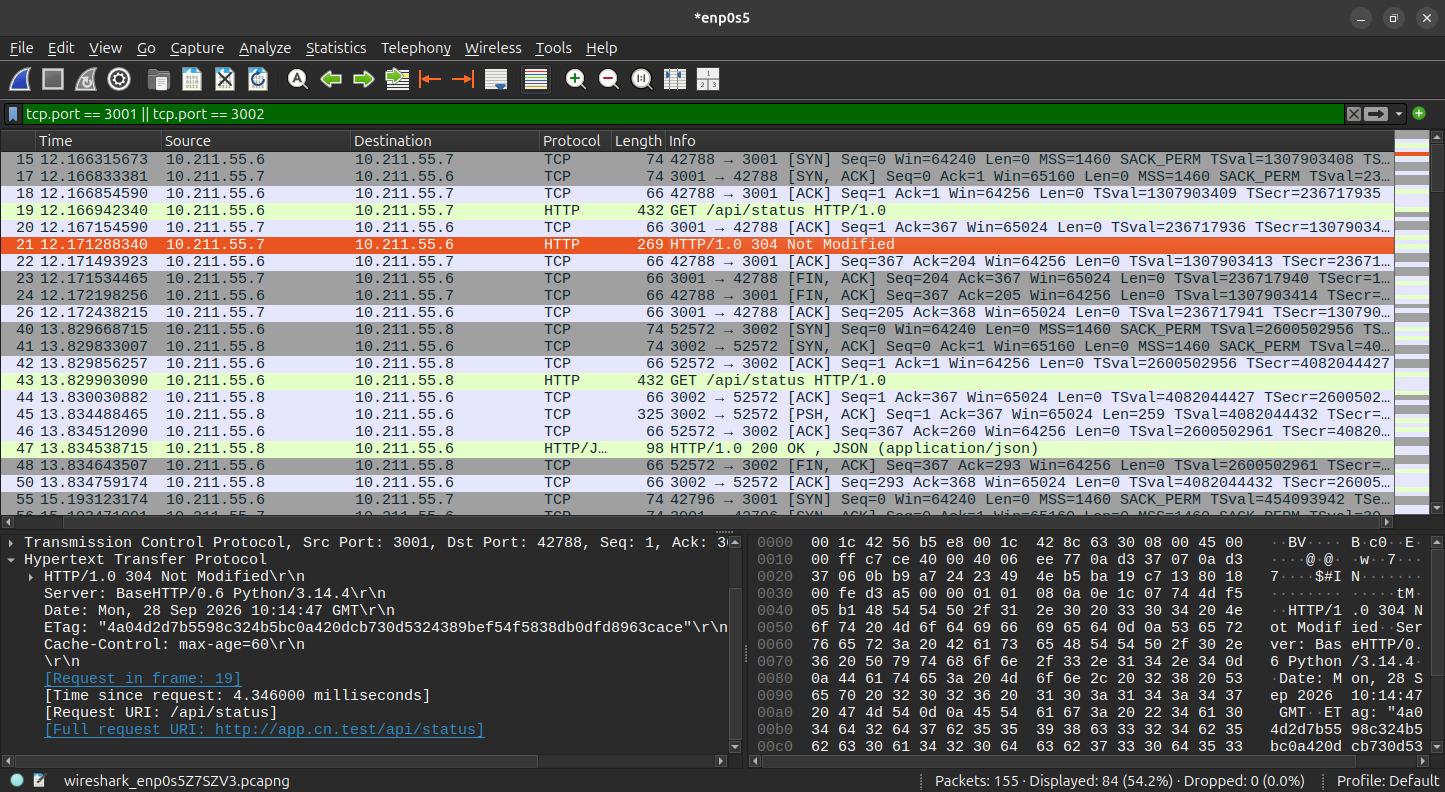 *enp0s5
File Edit View Go Capture Analyze Statistics Telephony Wireless Tools Help
tcp.port == 3001 || tcp.port == 3002
Time Source Destination Protocol Length Info
15 12.166315673 10.211.55.6 10.211.55.7 TCP 74 42788 → 3001 [SYN] Seq=0 Win=64240 Len=0 MSS=1460 SACK_PERM TSval=1307903408 TS…
17 12.166833381 10.211.55.7 10.211.55.6 TCP 74 3001 → 42788 [SYN, ACK] Seq=0 Ack=1 Win=65160 Len=0 MSS=1460 SACK_PERM TSval=23…
18 12.166854590 10.211.55.6 10.211.55.7 TCP 66 42788 → 3001 [ACK] Seq=1 Ack=1 Win=64256 Len=0 TSval=1307903409 TSecr=236717935
19 12.166942340 10.211.55.6 10.211.55.7 HTTP 432 GET /api/status HTTP/1.0
20 12.167154590 10.211.55.7 10.211.55.6 TCP 66 3001 → 42788 [ACK] Seq=1 Ack=367 Win=65024 Len=0 TSval=236717936 TSecr=13079034…
21 12.171288340 10.211.55.7 10.211.55.6 HTTP 269 HTTP/1.0 304 Not Modified
22 12.171493923 10.211.55.6 10.211.55.7 TCP 66 42788 → 3001 [ACK] Seq=367 Ack=204 Win=64256 Len=0 TSval=1307903413 TSecr=23671…
23 12.171534465 10.211.55.7 10.211.55.6 TCP 66 3001 → 42788 [FIN, ACK] Seq=204 Ack=367 Win=65024 Len=0 TSval=236717940 TSecr=1…
24 12.172198256 10.211.55.6 10.211.55.7 TCP 66 42788 → 3001 [FIN, ACK] Seq=367 Ack=205 Win=64256 Len=0 TSval=1307903414 TSecr=…
26 12.172438215 10.211.55.7 10.211.55.6 TCP 66 3001 → 42788 [ACK] Seq=205 Ack=368 Win=65024 Len=0 TSval=236717941 TSecr=130790…
40 13.829668715 10.211.55.6 10.211.55.8 TCP 74 52572 → 3002 [SYN] Seq=0 Win=64240 Len=0 MSS=1460 SACK_PERM TSval=2600502956 TS…
41 13.829833007 10.211.55.8 10.211.55.6 TCP 74 3002 → 52572 [SYN, ACK] Seq=0 Ack=1 Win=65160 Len=0 MSS=1460 SACK_PERM TSval=40…
42 13.829856257 10.211.55.6 10.211.55.8 TCP 66 52572 → 3002 [ACK] Seq=1 Ack=1 Win=64256 Len=0 TSval=2600502956 TSecr=4082044427
43 13.829903090 10.211.55.6 10.211.55.8 HTTP 432 GET /api/status HTTP/1.0
44 13.830030882 10.211.55.8 10.211.55.6 TCP 66 3002 → 52572 [ACK] Seq=1 Ack=367 Win=65024 Len=0 TSval=4082044427 TSecr=2600502…
45 13.834488465 10.211.55.8 10.211.55.6 TCP 325 3002 → 52572 [PSH, ACK] Seq=1 Ack=367 Win=65024 Len=259 TSval=4082044432 TSecr=…
46 13.834512090 10.211.55.6 10.211.55.8 TCP 66 52572 → 3002 [ACK] Seq=367 Ack=260 Win=64256 Len=0 TSval=2600502961 TSecr=40820…
47 13.834538715 10.211.55.8 10.211.55.6 HTTP/J… 98 HTTP/1.0 200 OK , JSON (application/json)
48 13.834643507 10.211.55.6 10.211.55.8 TCP 66 52572 → 3002 [FIN, ACK] Seq=367 Ack=293 Win=64256 Len=0 TSval=2600502961 TSecr=…
50 13.834759174 10.211.55.8 10.211.55.6 TCP 66 3002 → 52572 [ACK] Seq=293 Ack=368 Win=65024 Len=0 TSval=4082044432 TSecr=26005…
55 15.193123174 10.211.55.6 10.211.55.7 TCP 74 42796 → 3001 [SYN] Seq=0 Win=64240 Len=0 MSS=1460 SACK_PERM TSval=454093942 TSe…
Transmission Control Protocol, Src Port: 3001, Dst Port: 42788, Seq: 1, Ack: 36
Hypertext Transfer Protocol
HTTP/1.0 304 Not Modified\r\n
Server: BaseHTTP/0.6 Python/3.14.4\r\n
Date: Mon, 28 Sep 2026 10:14:47 GMT\r\n
ETag: "4a04d2d7b5598c324b5bc0a420dcb730d5324389bef54f5838db0dfd8963cace"\r\n
Cache-Control: max-age=60\r\n
\r\n
[Request in frame: 19]
[Time since request: 4.346000 milliseconds]
[Request URI: /api/status]
[Full request URI: http://app.cn.test/api/status]
0000 00 1c 42 56 b5 e8 00 1c 42 8c 63 30 08 00 45 00 ··BV···· B·c0··E·
0010 00 ff c7 ce 40 00 40 06 ee 77 0a d3 37 07 0a d3 ····@·@· ·w··7···
0020 37 06 0b b9 a7 24 23 49 4e b5 ba 19 c7 13 80 18 7····$#I N·······
0030 00 fe d3 a5 00 00 01 01 08 0a 0e 1c 07 74 4d f5 ········ ·····tM·
0040 05 b1 48 54 54 50 2f 31 2e 30 20 33 30 34 20 4e ··HTTP/1 .0 304 N
0050 6f 74 20 4d 6f 64 69 66 69 65 64 0d 0a 53 65 72 ot Modif ied··Ser
0060 76 65 72 3a 20 42 61 73 65 48 54 54 50 2f 30 2e ver: Bas eHTTP/0.
0070 36 20 50 79 74 68 6f 6e 2f 33 2e 31 34 2e 34 0d 6 Python /3.14.4·
0080 0a 44 61 74 65 3a 20 4d 6f 6e 2c 20 32 38 20 53 ·Date: M on, 28 S
0090 65 70 20 32 30 32 36 20 31 30 3a 31 34 3a 34 37 ep 2026 10:14:47
00a0 20 47 4d 54 0d 0a 45 54 61 67 3a 20 22 34 61 30 GMT··ET ag: "4a0
00b0 34 64 32 64 37 62 35 35 39 38 63 33 32 34 62 35 4d2d7b55 98c324b5
00c0 62 63 30 61 34 32 30 64 63 62 37 33 30 64 35 33 bc0a420d cb730d53
wireshark_enp0s5Z7SZV3.pcapng
Packets: 155 · Displayed: 84 (54.2%) · Dropped: 0 (0.0%)
Profile: Default